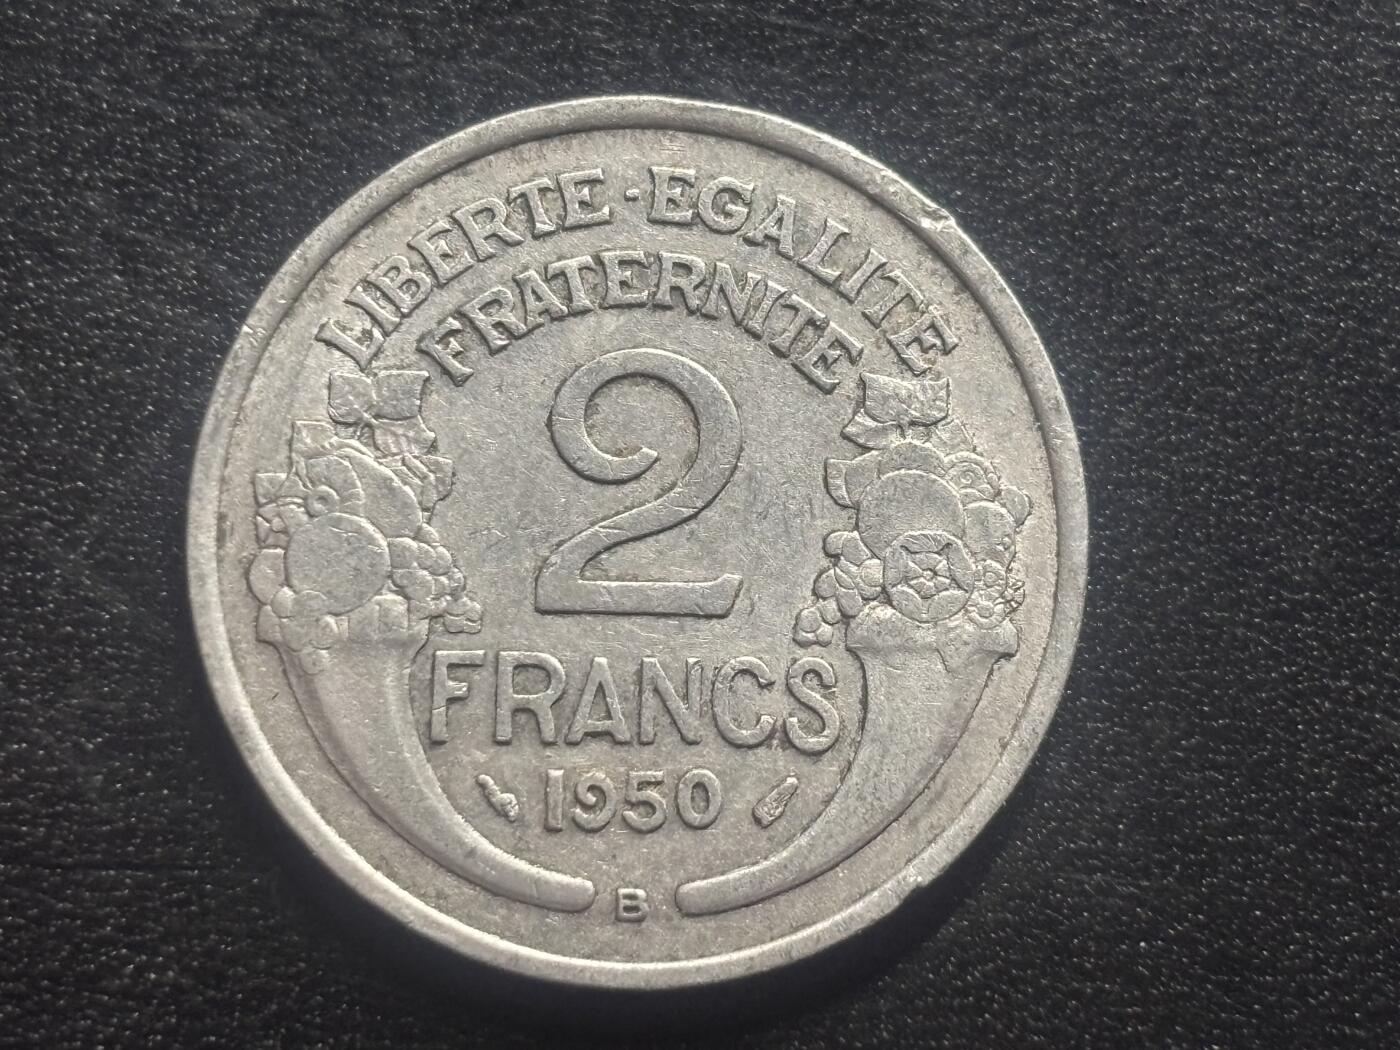 LIBERTE·EGALITE
FRATERNITE
2
FRANCS
1950
B